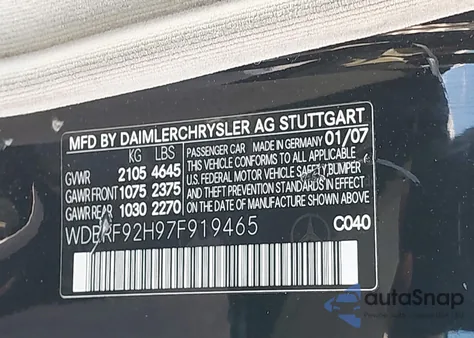 MFD BY DAIMLERCHRYSLER AG STUTTGART
KG LBS
GVWR 2105 4645
GAWR FRONT 1075 2375
GAWR REAR 1030 2270
PASSENGER CAR MADE IN GERMANY 01/07
THIS VEHICLE CONFORMS TO ALL APPLICABLE
U.S. FEDERAL MOTOR VEHICLE SAFETY, BUMPER
AND THEFT PREVENTION STANDARDS IN EFFECT
ON THE DATE OF MANUFACTURE SHOWN ABOVE
WDBRF92H97F919465
C040
autaSnap